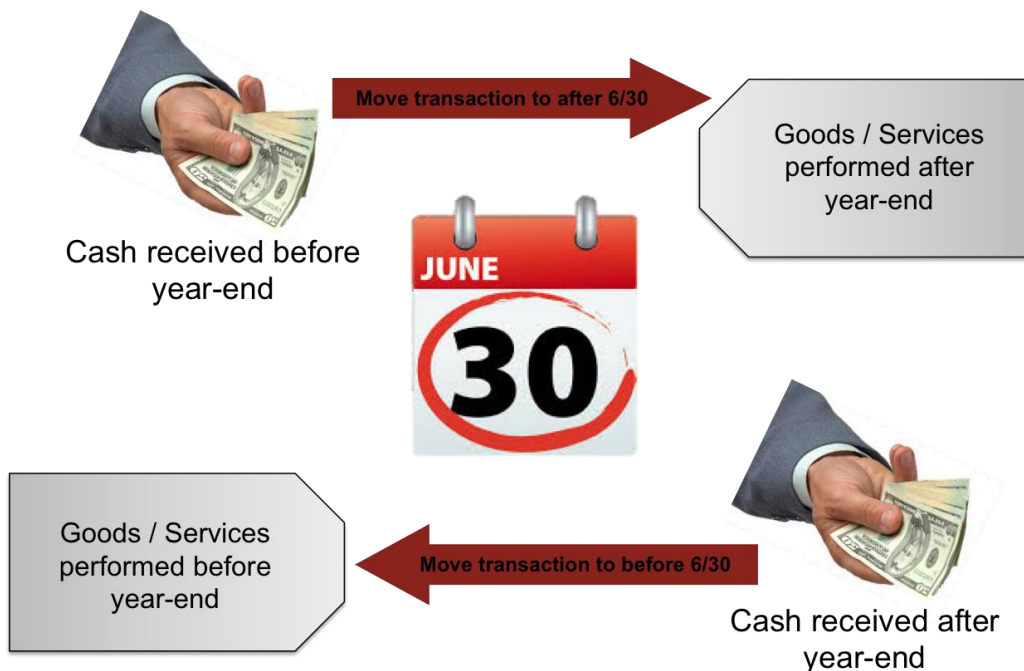 Move transaction to after 6/30
Goods / Services
performed after
year-end
Cash received before
year-end
JUNE
30
Goods / Services
performed before
year-end
Move transaction to before 6/30
Cash received after
year-end